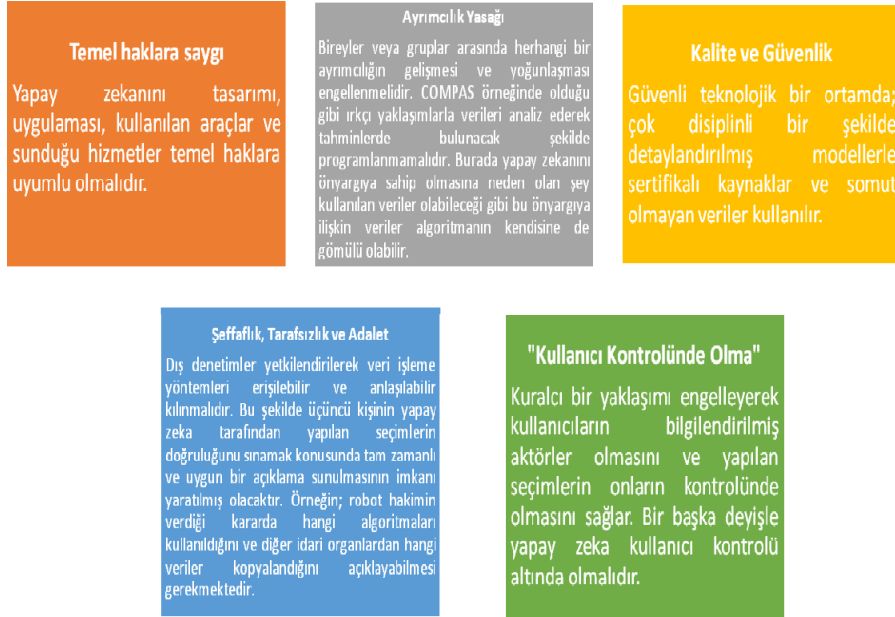 Temel haklara saygı
Yapay zekanını tasarımı,
uygulaması, kullanılan araçlar ve
sunduğu hizmetler temel haklara
uyumlu olmalıdır.
Ayrımcılık Yasağı
Bireyler veya gruplar arasında herhangi bir
ayrımcılığın gelişmesi ve yoğunlaşması
engellenmelidir. COMPAS örneğinde olduğu
gibi ırkçı yaklaşımlarla verileri analiz ederek
tahminlerde bulunacak şekilde
programlanmamalıdır. Burada yapay zekanını
önyargıya sahip olmasına neden olan şey
kullanılan veriler olabileceği gibi bu önyargıya
ilişkin veriler algoritmanın kendisine de
gömülü olabilir.
Kalite ve Güvenlik
Güvenli teknolojik bir ortamda;
çok disiplinli bir şekilde
detaylandırılmış modellerle
sertifikalı kaynaklar ve somut
olmayan veriler kullanılır.
Şeffaflık, Tarafsızlık ve Adalet
Dış denetimler yetkilendirilerek veri işleme
yöntemleri erişilebilir ve anlaşılabilir
kılınmalıdır. Bu şekilde üçüncü kişinin yapay
zeka tarafından yapılan seçimlerin
doğruluğunu sınamak konusunda tam zamanlı
ve uygun bir açıklama sunulmasının imkanı
yaratılmış olacaktır. Örneğin; robot hakimin
verdiği kararda hangi algoritmaları
kullanıldığını ve diğer idari organlardan hangi
veriler kopyalandığını açıklayabilmesi
gerekmektedir.
"Kullanıcı Kontrolünde Olma"
Kuralcı bir yaklaşımı engelleyerek
kullanıcıların bilgilendirilmiş
aktörler olmasını ve yapılan
seçimlerin onların kontrolünde
olmasını sağlar. Bir başka deyişle
yapay zeka kullanıcı kontrolü
altında olmalıdır.